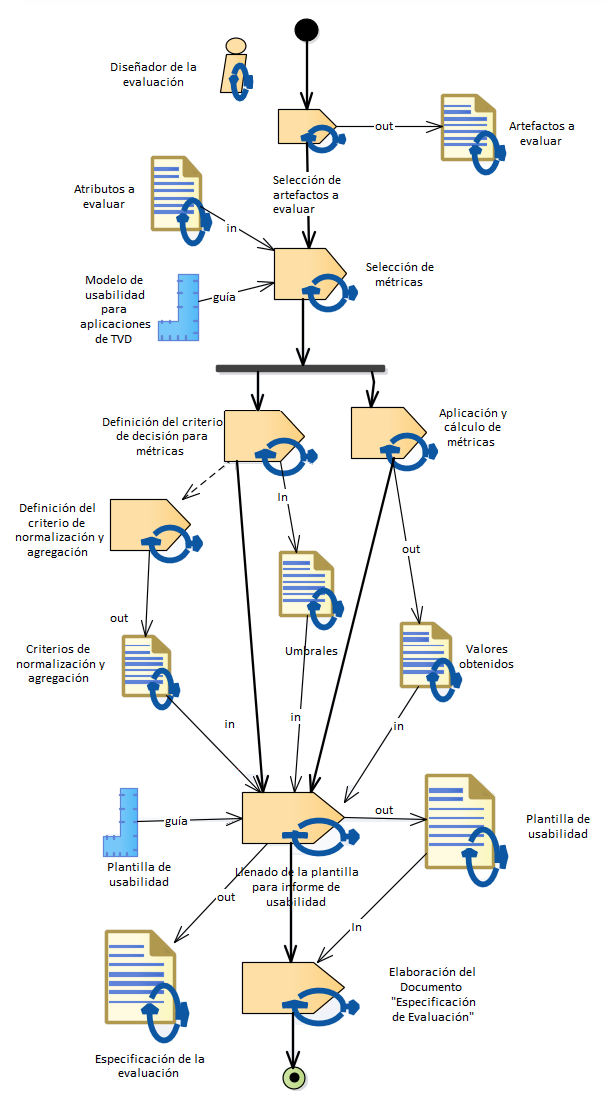 Diseñador de la
evaluación
out
Artefactos a
evaluar
Selección de
artefactos a
evaluar
Atributos a
evaluar
in
Selección de
métricas
Modelo de
usabilidad
para
aplicaciones
de TVD
guía
Definición del criterio
de decisión para
métricas
Aplicación y
cálculo de
métricas
In
Definición del
criterio de
normalización y
agregación
out
out
Criterios de
normalización y
agregación
Umbrales
Valores
obtenidos
in
in
in
guía
out
Plantilla de
usabilidad
Plantilla de
usabilidad
Llenado de la plantilla
para informe de
usabilidad
out
In
Elaboración del
Documento
"Especificación
de Evaluación"
Especificación de la
evaluación